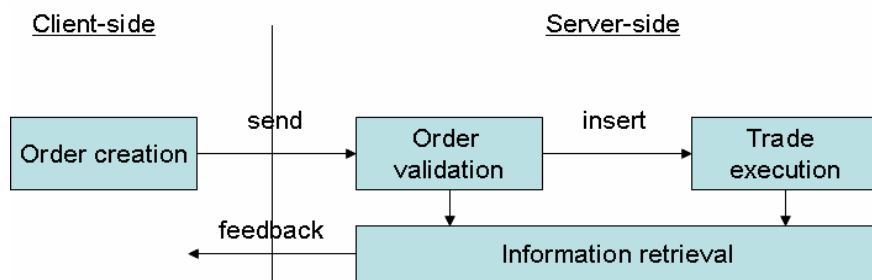 Client-side
Server-side
send
insert
Order creation
Order
validation
Trade
execution
feedback
Information retrieval